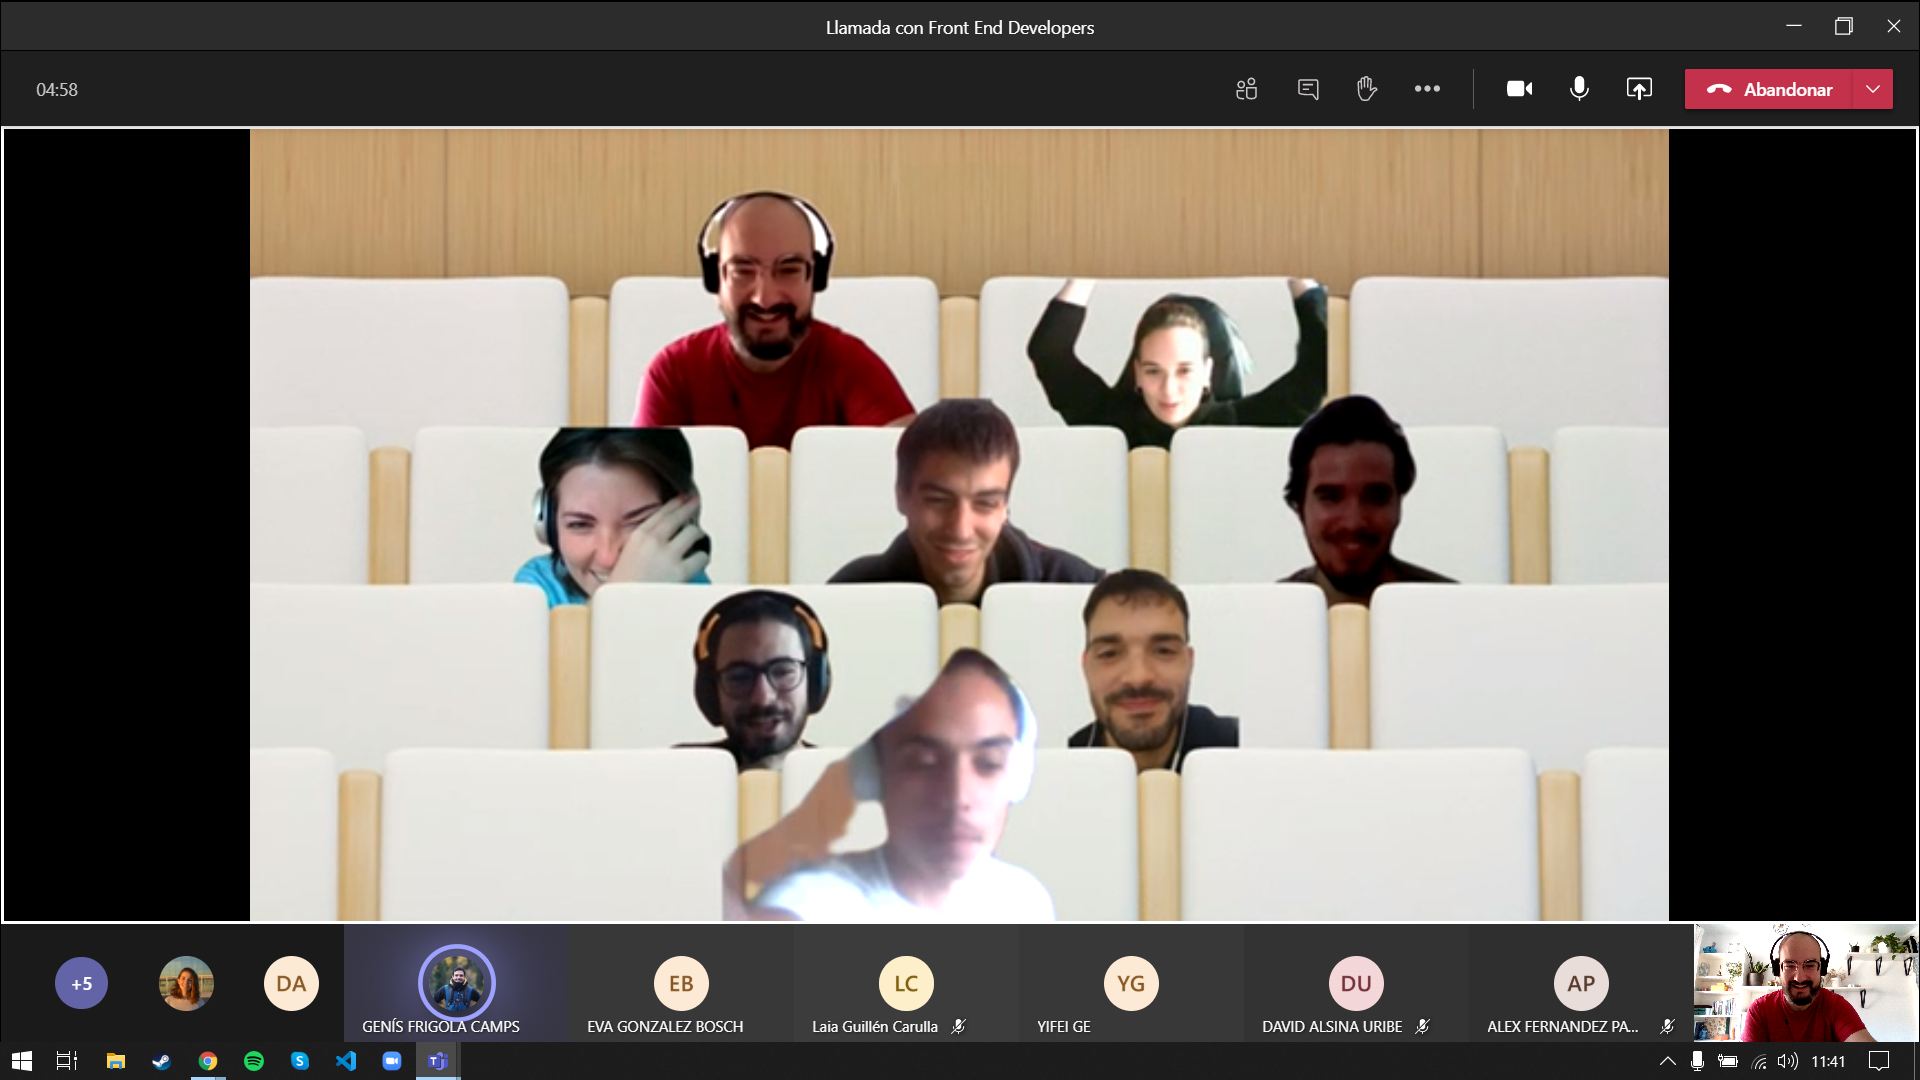 Llamada con Front End Developers
04:58
Abandonar
+5
DA
EB
LC
YG
DU
AP
GENÍS FRIGOLA CAMPS
EVA GONZALEZ BOSCH
Laia Guillén Carulla
YIFEI GE
DAVID ALSINA URIBE
ALEX FERNANDEZ PA...
11:41